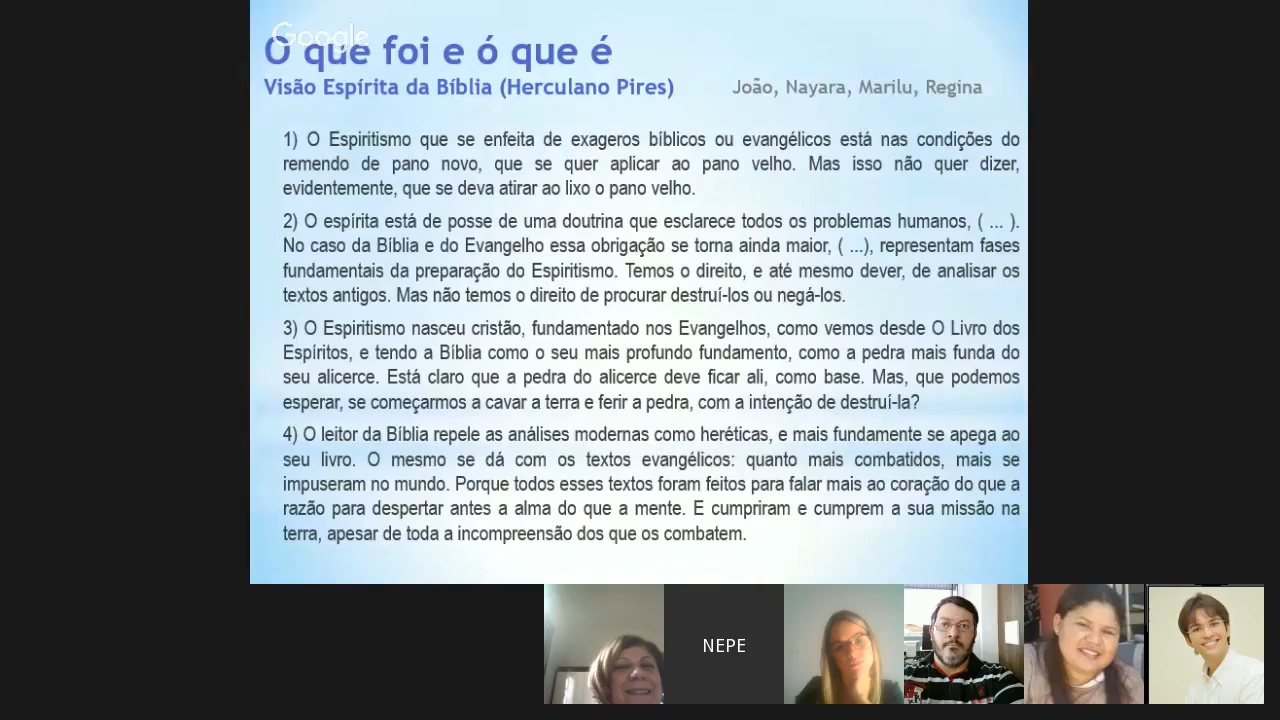 Google
O que foi e ó que é
Visão Espírita da Bíblia (Herculano Pires)
João, Nayara, Marilu, Regina
1) O Espiritismo que se enfeita de exageros bíblicos ou evangélicos está nas condições do
remendo de pano novo, que se quer aplicar ao pano velho. Mas isso não quer dizer,
evidentemente, que se deva atirar ao lixo o pano velho.
2) O espírita está de posse de uma doutrina que esclarece todos os problemas humanos, ( ... ).
No caso da Bíblia e do Evangelho essa obrigação se torna ainda maior, ( ...), representam fases
fundamentais da preparação do Espiritismo. Temos o direito, e até mesmo dever, de analisar os
textos antigos. Mas não temos o direito de procurar destruí-los ou negá-los.
3) O Espiritismo nasceu cristão, fundamentado nos Evangelhos, como vemos desde O Livro dos
Espíritos, e tendo a Bíblia como o seu mais profundo fundamento, como a pedra mais funda do
seu alicerce. Está claro que a pedra do alicerce deve ficar ali, como base. Mas, que podemos
esperar, se começarmos a cavar a terra e ferir a pedra, com a intenção de destruí-la?
4) O leitor da Bíblia repele as análises modernas como heréticas, e mais fundamente se apega ao
seu livro. O mesmo se dá com os textos evangélicos: quanto mais combatidos, mais se
impuseram no mundo. Porque todos esses textos foram feitos para falar mais ao coração do que a
razão para despertar antes a alma do que a mente. E cumpriram e cumprem a sua missão na
terra, apesar de toda a incompreensão dos que os combatem.
NEPE